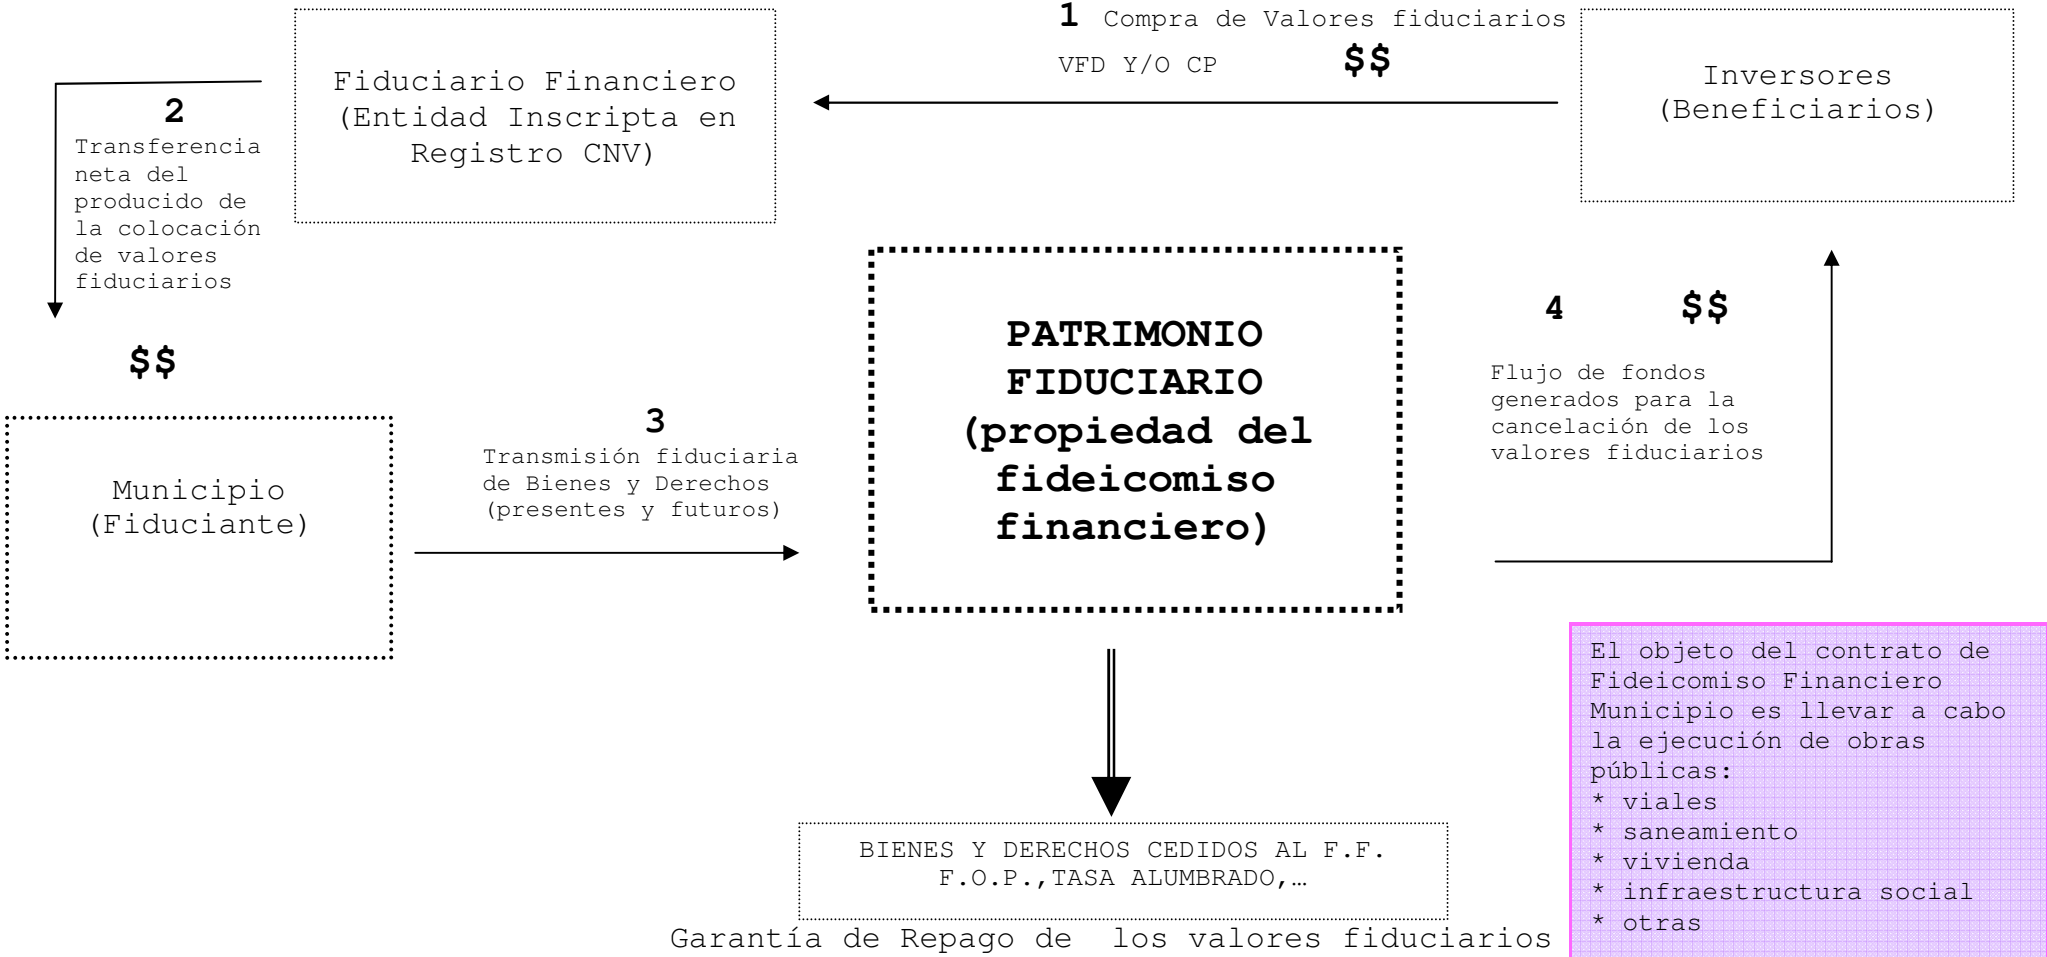 1 Compra de Valores fiduciarios
VFD Y/O CP $$
Fiduciario Financiero
(Entidad Inscripta en
Registro CNV)
Inversores
(Beneficiarios)
2
Transferencia
neta del
producido de
la colocación
de valores
fiduciarios
$$
Municipio
(Fiduciante)
3
Transmisión fiduciaria
de Bienes y Derechos
(presentes y futuros)
PATRIMONIO
FIDUCIARIO
(propiedad del
fideicomiso
financiero)
4 $$
Flujo de fondos
generados para la
cancelación de los
valores fiduciarios
El objeto del contrato de
Fideicomiso Financiero
Municipio es llevar a cabo
la ejecución de obras
públicas:
* viales
* saneamiento
* vivienda
* infraestructura social
* otras
BIENES Y DERECHOS CEDIDOS AL F.F.
F.O.P.,TASA ALUMBRADO,…
Garantía de Repago de los valores fiduciarios